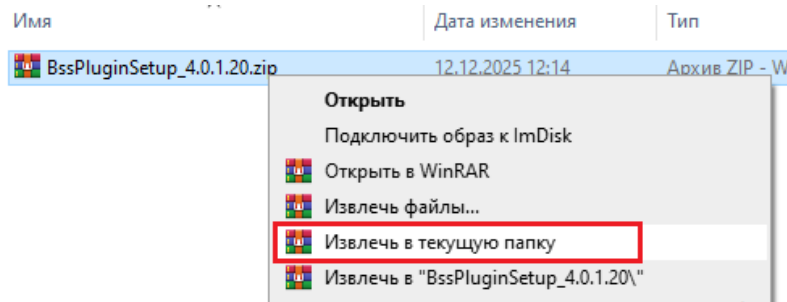 Имя Дата изменения Тип
BssPluginSetup_4.0.1.20.zip 12.12.2025 12:14 Архив ZIP - W
Открыть
Подключить образ к ImDisk
Открыть в WinRAR
Извлечь файлы...
Извлечь в текущую папку
Извлечь в "BssPluginSetup_4.0.1.20\"